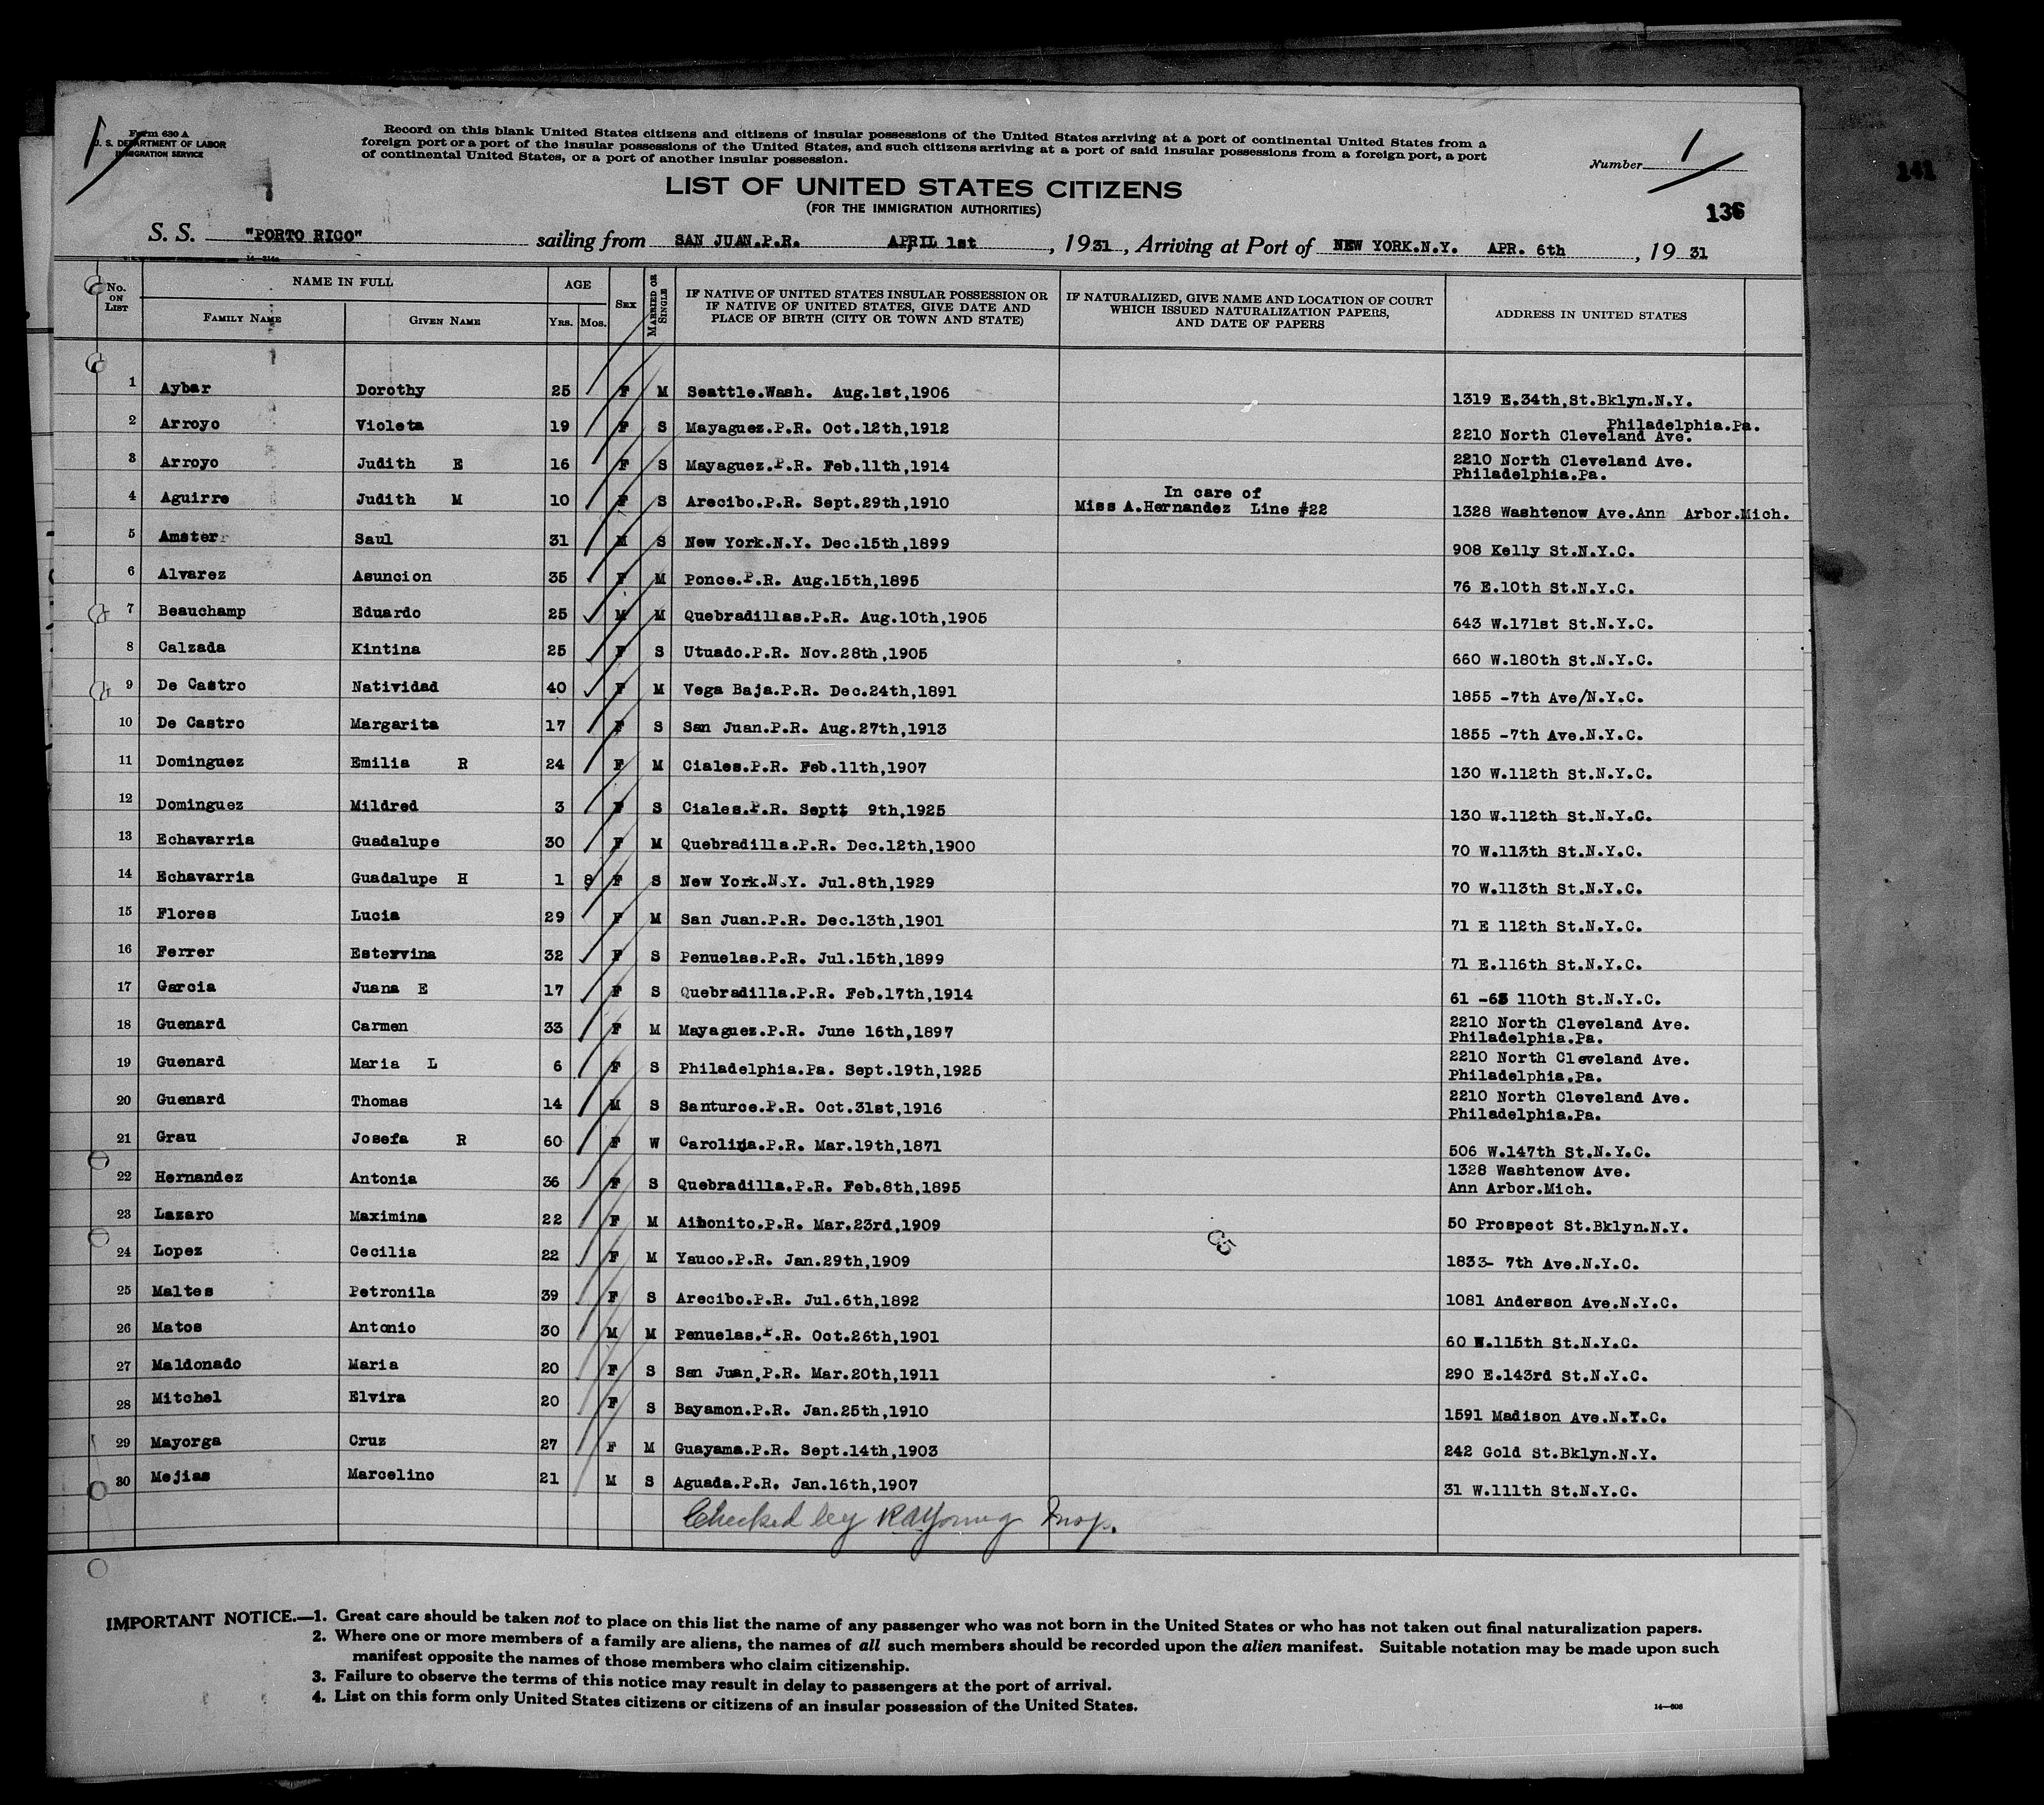 Form 630 A
U. S. DEPARTMENT OF LABOR
IMMIGRATION SERVICE
Record on this blank United States citizens and citizens of insular possessions of the United States arriving at a port of continental United States from a
foreign port or a port of the insular possessions of the United States, and such citizens arriving at a port of said insular possessions from a foreign port, a port
of continental United States, or a port of another insular possession.
Number 1
141
LIST OF UNITED STATES CITIZENS
(FOR THE IMMIGRATION AUTHORITIES)
136
S. S. "PORTO RICO" sailing from SAN JUAN.P.R. APRIL 1st , 1931 , Arriving at Port of NEW YORK.N.Y. APR. 6th , 19 31
No. ON LIST
NAME IN FULL
FAMILY NAME
GIVEN NAME
AGE
YRS. MOS.
SEX
MARRIED OR SINGLE
IF NATIVE OF UNITED STATES INSULAR POSSESSION OR
IF NATIVE OF UNITED STATES, GIVE DATE AND
PLACE OF BIRTH (CITY OR TOWN AND STATE)
IF NATURALIZED, GIVE NAME AND LOCATION OF COURT
WHICH ISSUED NATURALIZATION PAPERS,
AND DATE OF PAPERS
ADDRESS IN UNITED STATES
1 Aybar Dorothy 25 F M Seattle.Wash. Aug.1st,1906 1319 E.34th,St.Bklyn.N.Y.
2 Arroyo Violeta 19 F S Mayaguez.P.R. Oct.12th,1912 2210 North Cleveland Ave. Philadelphia.Pa.
3 Arroyo Judith E 16 F S Mayaguez.P.R. Feb.11th,1914 2210 North Cleveland Ave. Philadelphia.Pa.
4 Aguirre Judith M 10 F S Arecibo.P.R. Sept.29th,1910 In care of Miss A.Hernandez Line #22 1328 Washtenow Ave.Ann Arbor.Mich.
5 Amster Saul 31 M S New York.N.Y. Dec.15th,1899 908 Kelly St.N.Y.C.
6 Alvarez Asuncion 35 F M Ponce.P.R. Aug.15th,1895 76 E.10th St.N.Y.C.
7 Beauchamp Eduardo 25 M M Quebradillas.P.R. Aug.10th,1905 643 W.171st St.N.Y.C.
8 Calzada Kintina 25 F S Utuado.P.R. Nov.28th,1905 660 W.180th St.N.Y.C.
9 De Castro Natividad 40 F M Vega Baja.P.R. Dec.24th,1891 1855 -7th Ave/N.Y.C.
10 De Castro Margarita 17 F S San Juan.P.R. Aug.27th,1913 1855 -7th Ave.N.Y.C.
11 Dominguez Emilia R 24 F M Ciales.P.R. Feb.11th,1907 130 W.112th St.N.Y.C.
12 Dominguez Mildred 3 F S Ciales.P.R. Septt 9th,1925 130 W.112th St.N.Y.C.
13 Echavarria Guadalupe 30 F M Quebradilla.P.R. Dec.12th,1900 70 W.113th St.N.Y.C.
14 Echavarria Guadalupe H 1 8 F S New York.N.Y. Jul.8th,1929 70 W.113th St.N.Y.C.
15 Flores Lucia 29 F M San Juan.P.R. Dec.13th,1901 71 E 112th St.N.Y.C.
16 Ferrer Estervina 32 F S Penuelas.P.R. Jul.15th,1899 71 E.116th St.N.Y.C.
17 Garcia Juana E 17 F S Quebradilla.P.R. Feb.17th,1914 61 -63 110th St.N.Y.C.
18 Guenard Carmen 33 F M Mayaguez.P.R. June 16th,1897 2210 North Cleveland Ave. Philadelphia.Pa.
19 Guenard Maria L 6 F S Philadelphia.Pa. Sept.19th,1925 2210 North Cleveland Ave. Philadelphia.Pa.
20 Guenard Thomas 14 M S Santurce.P.R. Oct.31st,1916 2210 North Cleveland Ave. Philadelphia.Pa.
21 Grau Josefa R 60 F W Carolina.P.R. Mar.19th,1871 506 W.147th St.N.Y.C.
22 Hernandez Antonia 36 F S Quebradilla.P.R. Feb.8th,1895 1328 Washtenow Ave. Ann Arbor.Mich.
23 Lazaro Maximina 22 F M Aibonito.P.R. Mar.23rd,1909 50 Prospect St.Bklyn.N.Y.
24 Lopez Cecilia 22 F M Yauco.P.R. Jan.29th,1909 1833- 7th Ave.N.Y.C.
25 Maltes Petronila 39 F S Arecibo.P.R. Jul.6th,1892 1081 Anderson Ave.N.Y.C.
26 Matos Antonio 30 M M Penuelas.P.R. Oct.26th,1901 60 W.115th St.N.Y.C.
27 Maldonado Maria 20 F S San Juan.P.R. Mar.20th,1911 290 E.143rd St.N.Y.C.
28 Mitchel Elvira 20 F S Bayamon.P.R. Jan.25th,1910 1591 Madison Ave.N.Y.C.
29 Mayorga Cruz 27 F M Guayama.P.R. Sept.14th,1903 242 Gold St.Bklyn.N.Y.
30 Mejias Marcelino 21 M S Aguada.P.R. Jan.16th,1907 31 W.111th St.N.Y.C.
Checked by RAYoung Insp.
IMPORTANT NOTICE.—1. Great care should be taken not to place on this list the name of any passenger who was not born in the United States or who has not taken out final naturalization papers.
2. Where one or more members of a family are aliens, the names of all such members should be recorded upon the alien manifest. Suitable notation may be made upon such
manifest opposite the names of those members who claim citizenship.
3. Failure to observe the terms of this notice may result in delay to passengers at the port of arrival.
4. List on this form only United States citizens or citizens of an insular possession of the United States.
14—608